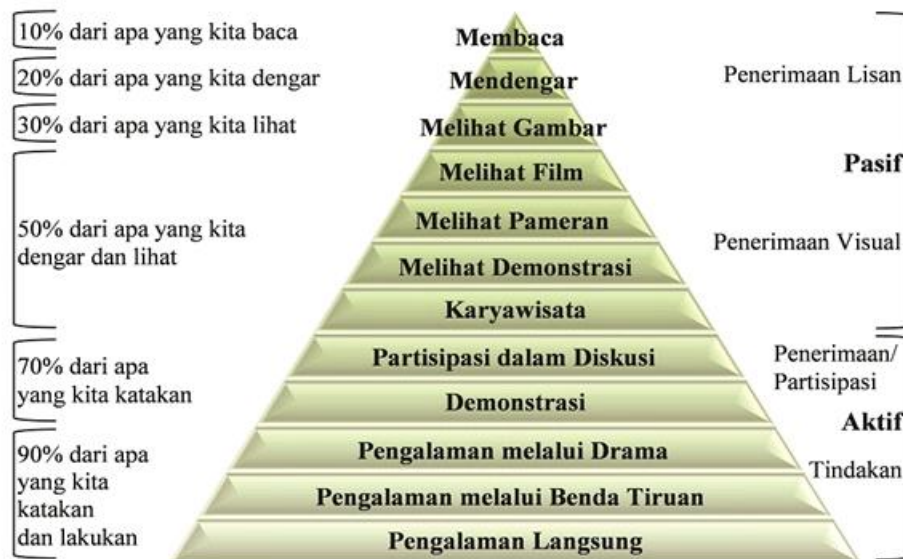 10% dari apa yang kita baca
20% dari apa yang kita dengar
30% dari apa yang kita lihat
50% dari apa yang kita
dengar dan lihat
70% dari apa
yang kita katakan
90% dari apa
yang kita
katakan
dan lakukan
Membaca
Mendengar
Melihat Gambar
Melihat Film
Melihat Pameran
Melihat Demonstrasi
Karyawisata
Partisipasi dalam Diskusi
Demonstrasi
Pengalaman melalui Drama
Pengalaman melalui Benda Tiruan
Pengalaman Langsung
Penerimaan Lisan
Pasif
Penerimaan Visual
Penerimaan/
Partisipasi
Aktif
Tindakan